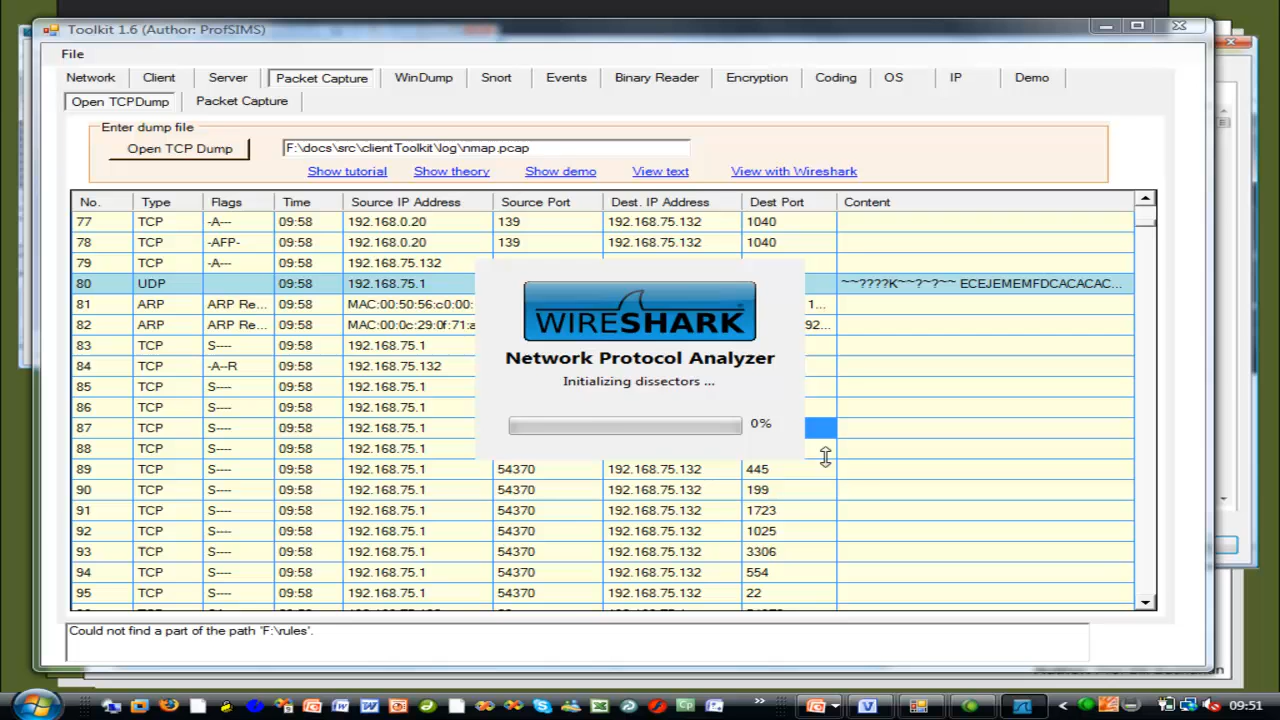 Toolkit 1.6 (Author: ProfSIMS)
File
Network Client Server Packet Capture WinDump Snort Events Binary Reader Encryption Coding OS IP Demo
Open TCPDump Packet Capture
Enter dump file
Open TCP Dump F:\docs\src\clientToolkit\log\nmap.pcap
Show tutorial Show theory Show demo View text View with Wireshark
No. Type Flags Time Source IP Address Source Port Dest. IP Address Dest Port Content
77 TCP -A--- 09:58 192.168.0.20 139 192.168.75.132 1040
78 TCP -AFP- 09:58 192.168.0.20 139 192.168.75.132 1040
79 TCP -A--- 09:58 192.168.75.132
80 UDP 09:58 192.168.75.1 ~~????K~~?~?~~ ECEJEMEMFDCACACAC...
81 ARP ARP Re... 09:58 MAC:00:50:56:c0:00: 1...
82 ARP ARP Re... 09:58 MAC:00:0c:29:0f:71:a 92...
83 TCP S---- 09:58 192.168.75.1
84 TCP -A--R 09:58 192.168.75.132
85 TCP S---- 09:58 192.168.75.1
86 TCP S---- 09:58 192.168.75.1
87 TCP S---- 09:58 192.168.75.1
88 TCP S---- 09:58 192.168.75.1
89 TCP S---- 09:58 192.168.75.1 54370 192.168.75.132 445
90 TCP S---- 09:58 192.168.75.1 54370 192.168.75.132 199
91 TCP S---- 09:58 192.168.75.1 54370 192.168.75.132 1723
92 TCP S---- 09:58 192.168.75.1 54370 192.168.75.132 1025
93 TCP S---- 09:58 192.168.75.1 54370 192.168.75.132 3306
94 TCP S---- 09:58 192.168.75.1 54370 192.168.75.132 554
95 TCP S---- 09:58 192.168.75.1 54370 192.168.75.132 22
WIRESHARK
Network Protocol Analyzer
Initializing dissectors ...
0%
Could not find a part of the path 'F:\rules'.
09:51